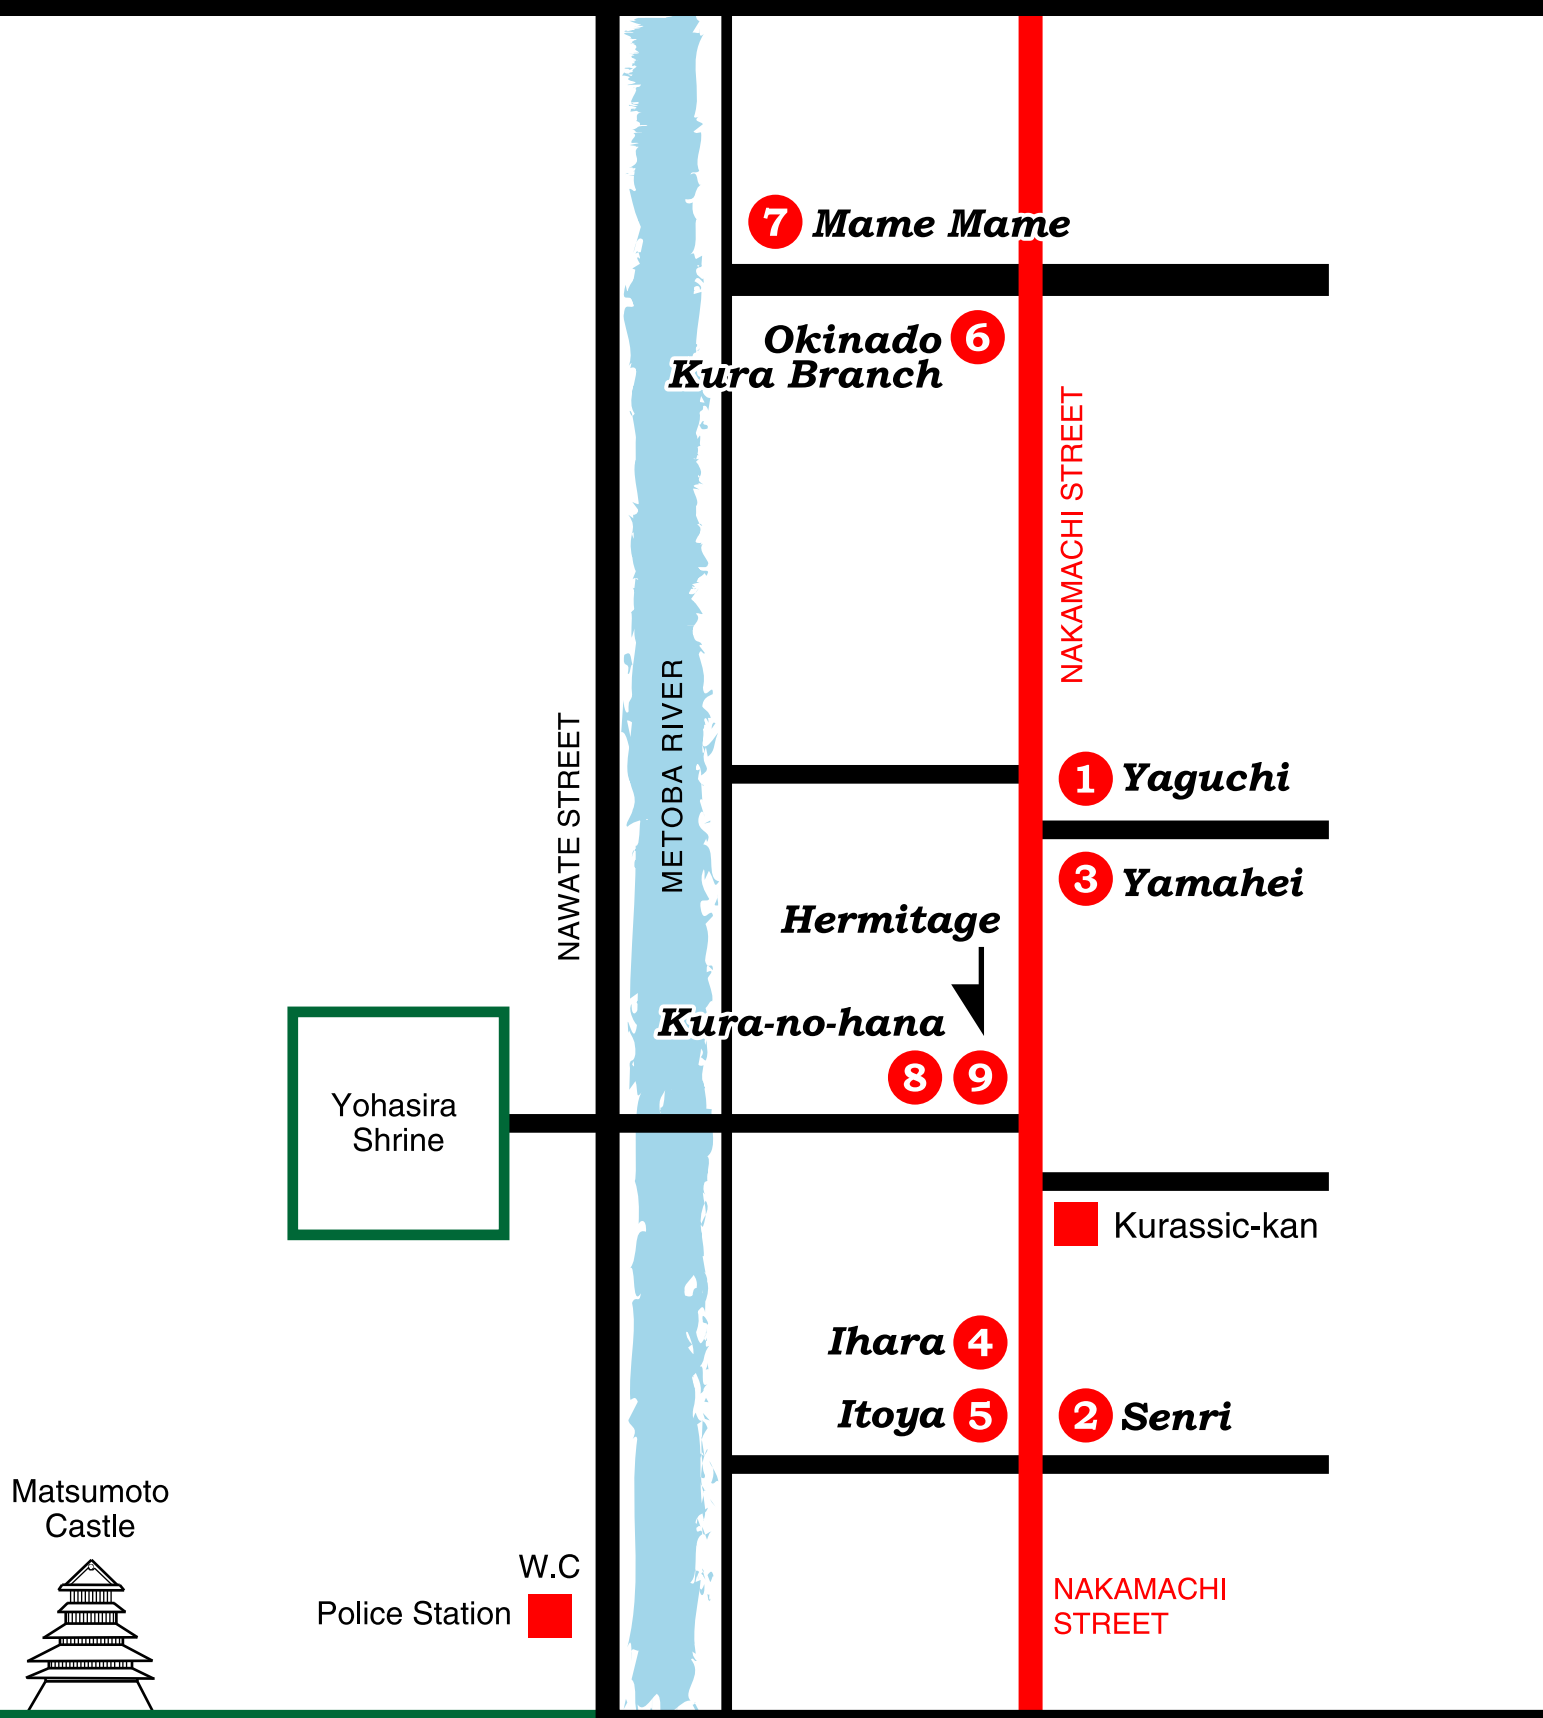 7 Mame Mame
Okinado 6
Kura Branch
NAKAMACHI STREET
METOBA RIVER
NAWATE STREET
1 Yaguchi
3 Yamahei
Hermitage
Kura-no-hana
8 9
Yohasira
Shrine
Kurassic-kan
Ihara 4
Itoya 5
2 Senri
Matsumoto
Castle
W.C
Police Station
NAKAMACHI
STREET